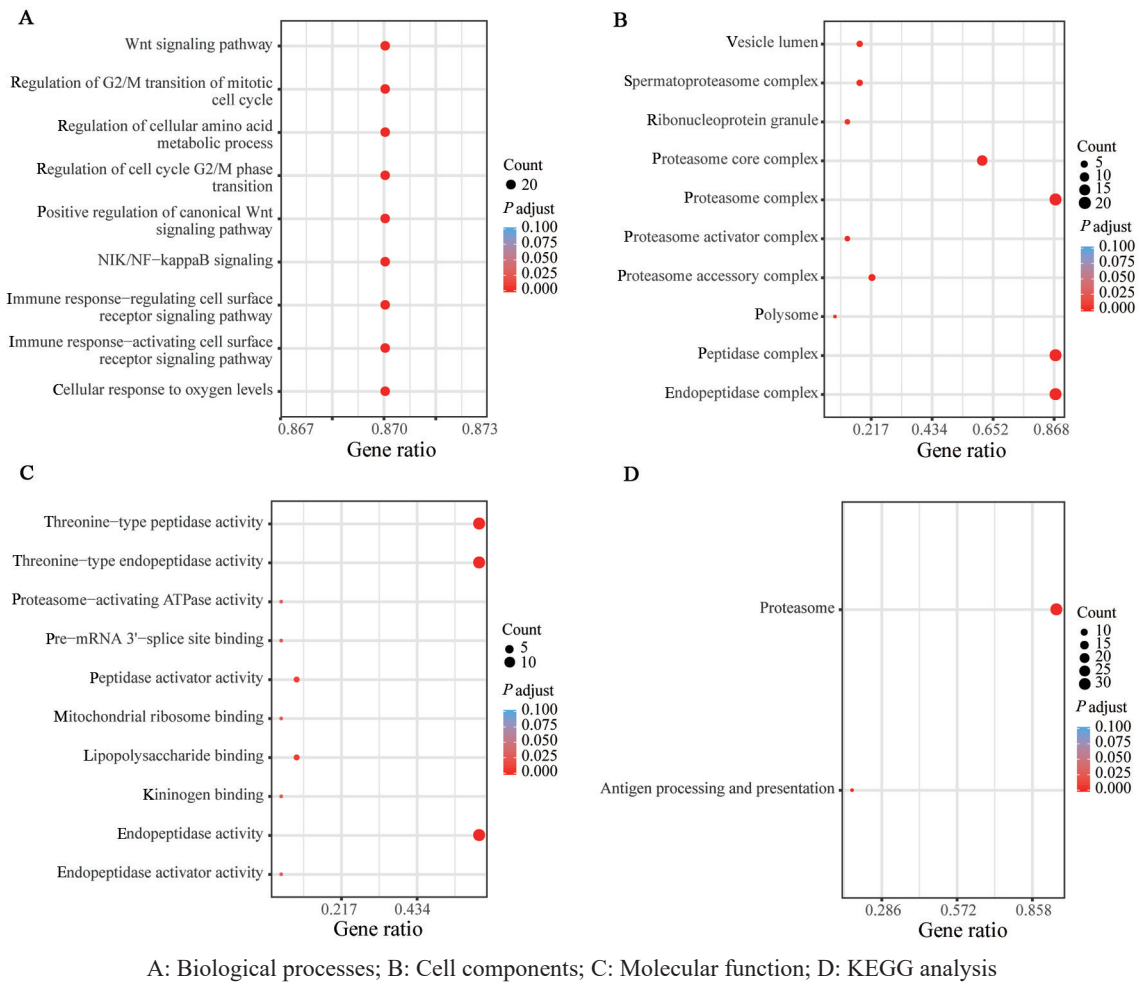 A
Wnt signaling pathway
Regulation of G2/M transition of mitotic
cell cycle
Regulation of cellular amino acid
metabolic process
Regulation of cell cycle G2/M phase
transition
Positive regulation of canonical Wnt
signaling pathway
NIK/NF−kappaB signaling
Immune response−regulating cell surface
receptor signaling pathway
Immune response−activating cell surface
receptor signaling pathway
Cellular response to oxygen levels
0.867 0.870 0.873
Gene ratio
Count
20
P adjust
0.100
0.075
0.050
0.025
0.000
B
Vesicle lumen
Spermatoproteasome complex
Ribonucleoprotein granule
Proteasome core complex
Proteasome complex
Proteasome activator complex
Proteasome accessory complex
Polysome
Peptidase complex
Endopeptidase complex
0.217 0.434 0.652 0.868
Gene ratio
Count
5
10
15
20
P adjust
0.100
0.075
0.050
0.025
0.000
C
Threonine−type peptidase activity
Threonine−type endopeptidase activity
Proteasome−activating ATPase activity
Pre−mRNA 3'−splice site binding
Peptidase activator activity
Mitochondrial ribosome binding
Lipopolysaccharide binding
Kininogen binding
Endopeptidase activity
Endopeptidase activator activity
0.217 0.434
Gene ratio
Count
5
10
P adjust
0.100
0.075
0.050
0.025
0.000
D
Proteasome
Antigen processing and presentation
0.286 0.572 0.858
Gene ratio
Count
10
15
20
25
30
P adjust
0.100
0.075
0.050
0.025
0.000
A: Biological processes; B: Cell components; C: Molecular function; D: KEGG analysis